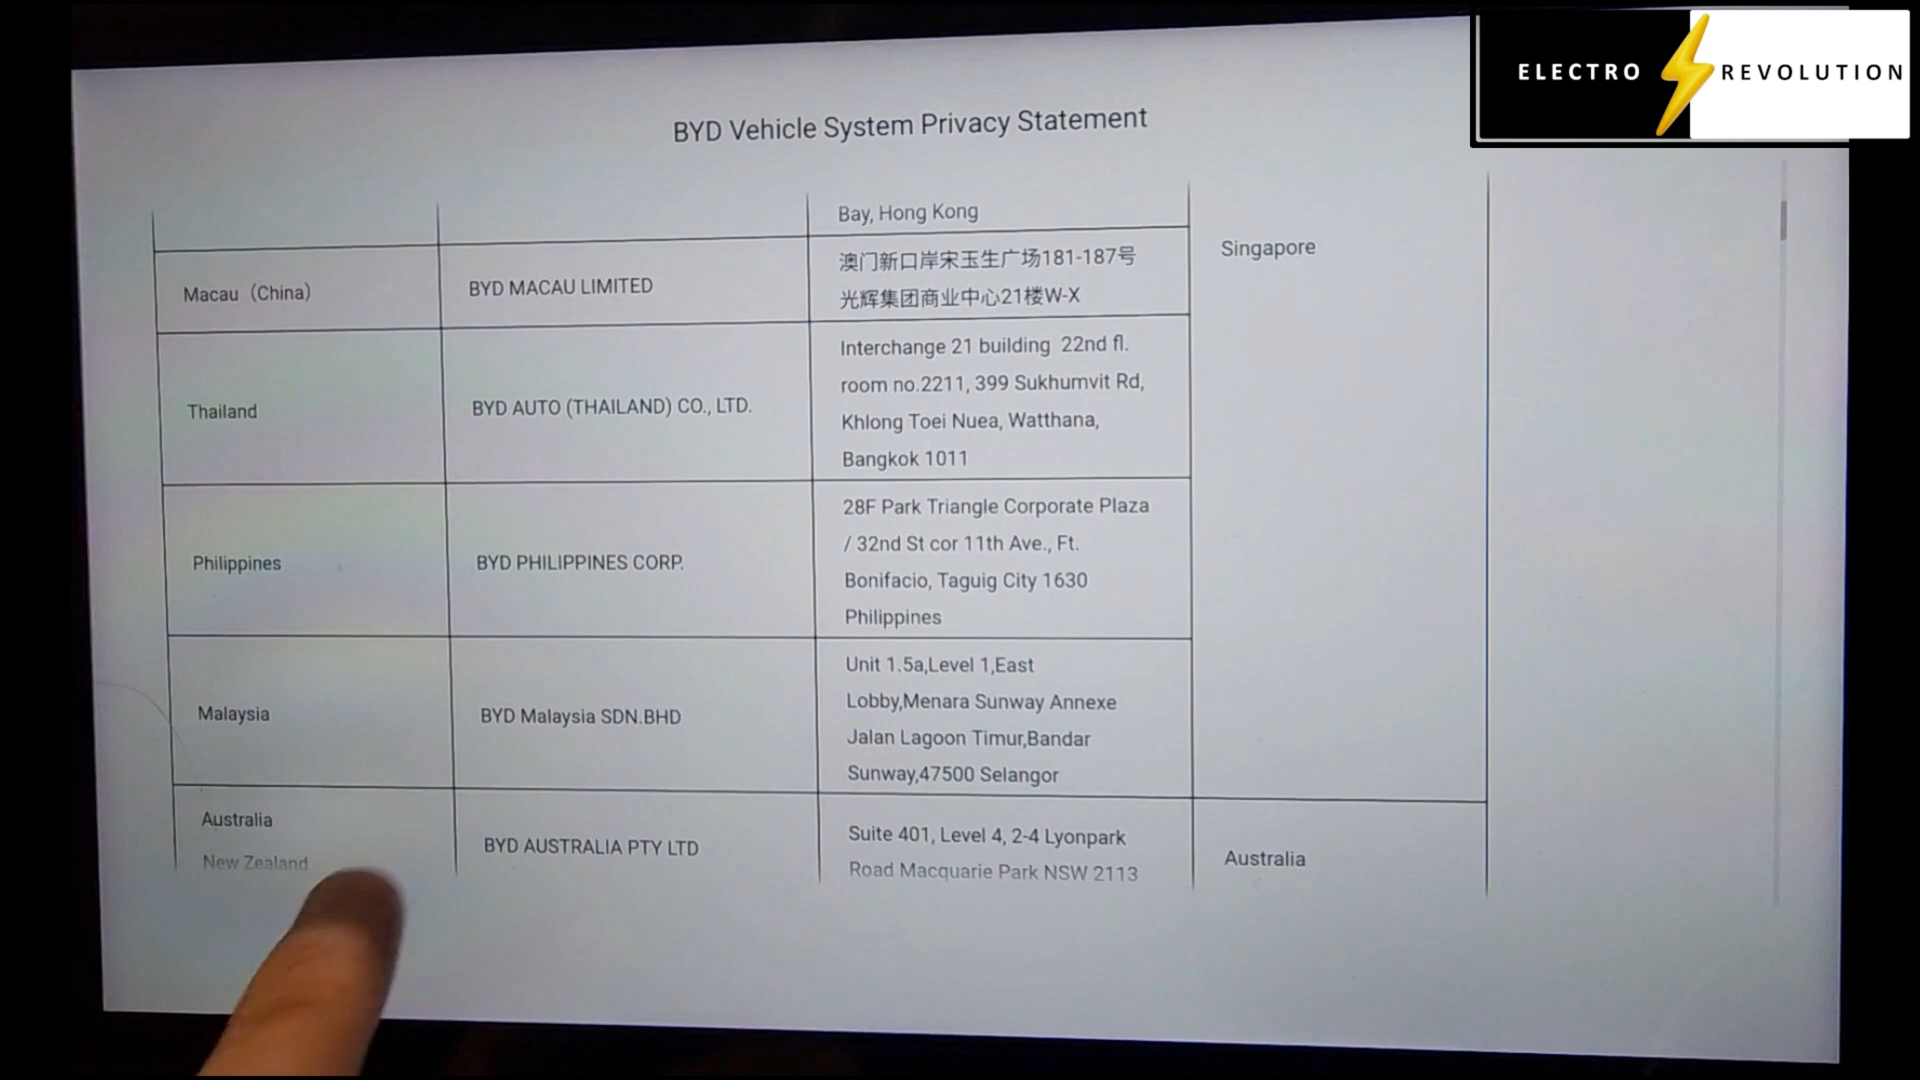 ELECTRO REVOLUTION
BYD Vehicle System Privacy Statement
Bay, Hong Kong
Singapore
Macau（China）
BYD MACAU LIMITED
澳门新口岸宋玉生广场181-187号
光辉集团商业中心21楼W-X
Thailand
BYD AUTO (THAILAND) CO., LTD.
Interchange 21 building 22nd fl.
room no.2211, 399 Sukhumvit Rd,
Khlong Toei Nuea, Watthana,
Bangkok 1011
Philippines
BYD PHILIPPINES CORP.
28F Park Triangle Corporate Plaza
/ 32nd St cor 11th Ave., Ft.
Bonifacio, Taguig City 1630
Philippines
Malaysia
BYD Malaysia SDN.BHD
Unit 1.5a,Level 1,East
Lobby,Menara Sunway Annexe
Jalan Lagoon Timur,Bandar
Sunway,47500 Selangor
Australia
New Zealand
BYD AUSTRALIA PTY LTD
Suite 401, Level 4, 2-4 Lyonpark
Road Macquarie Park NSW 2113
Australia